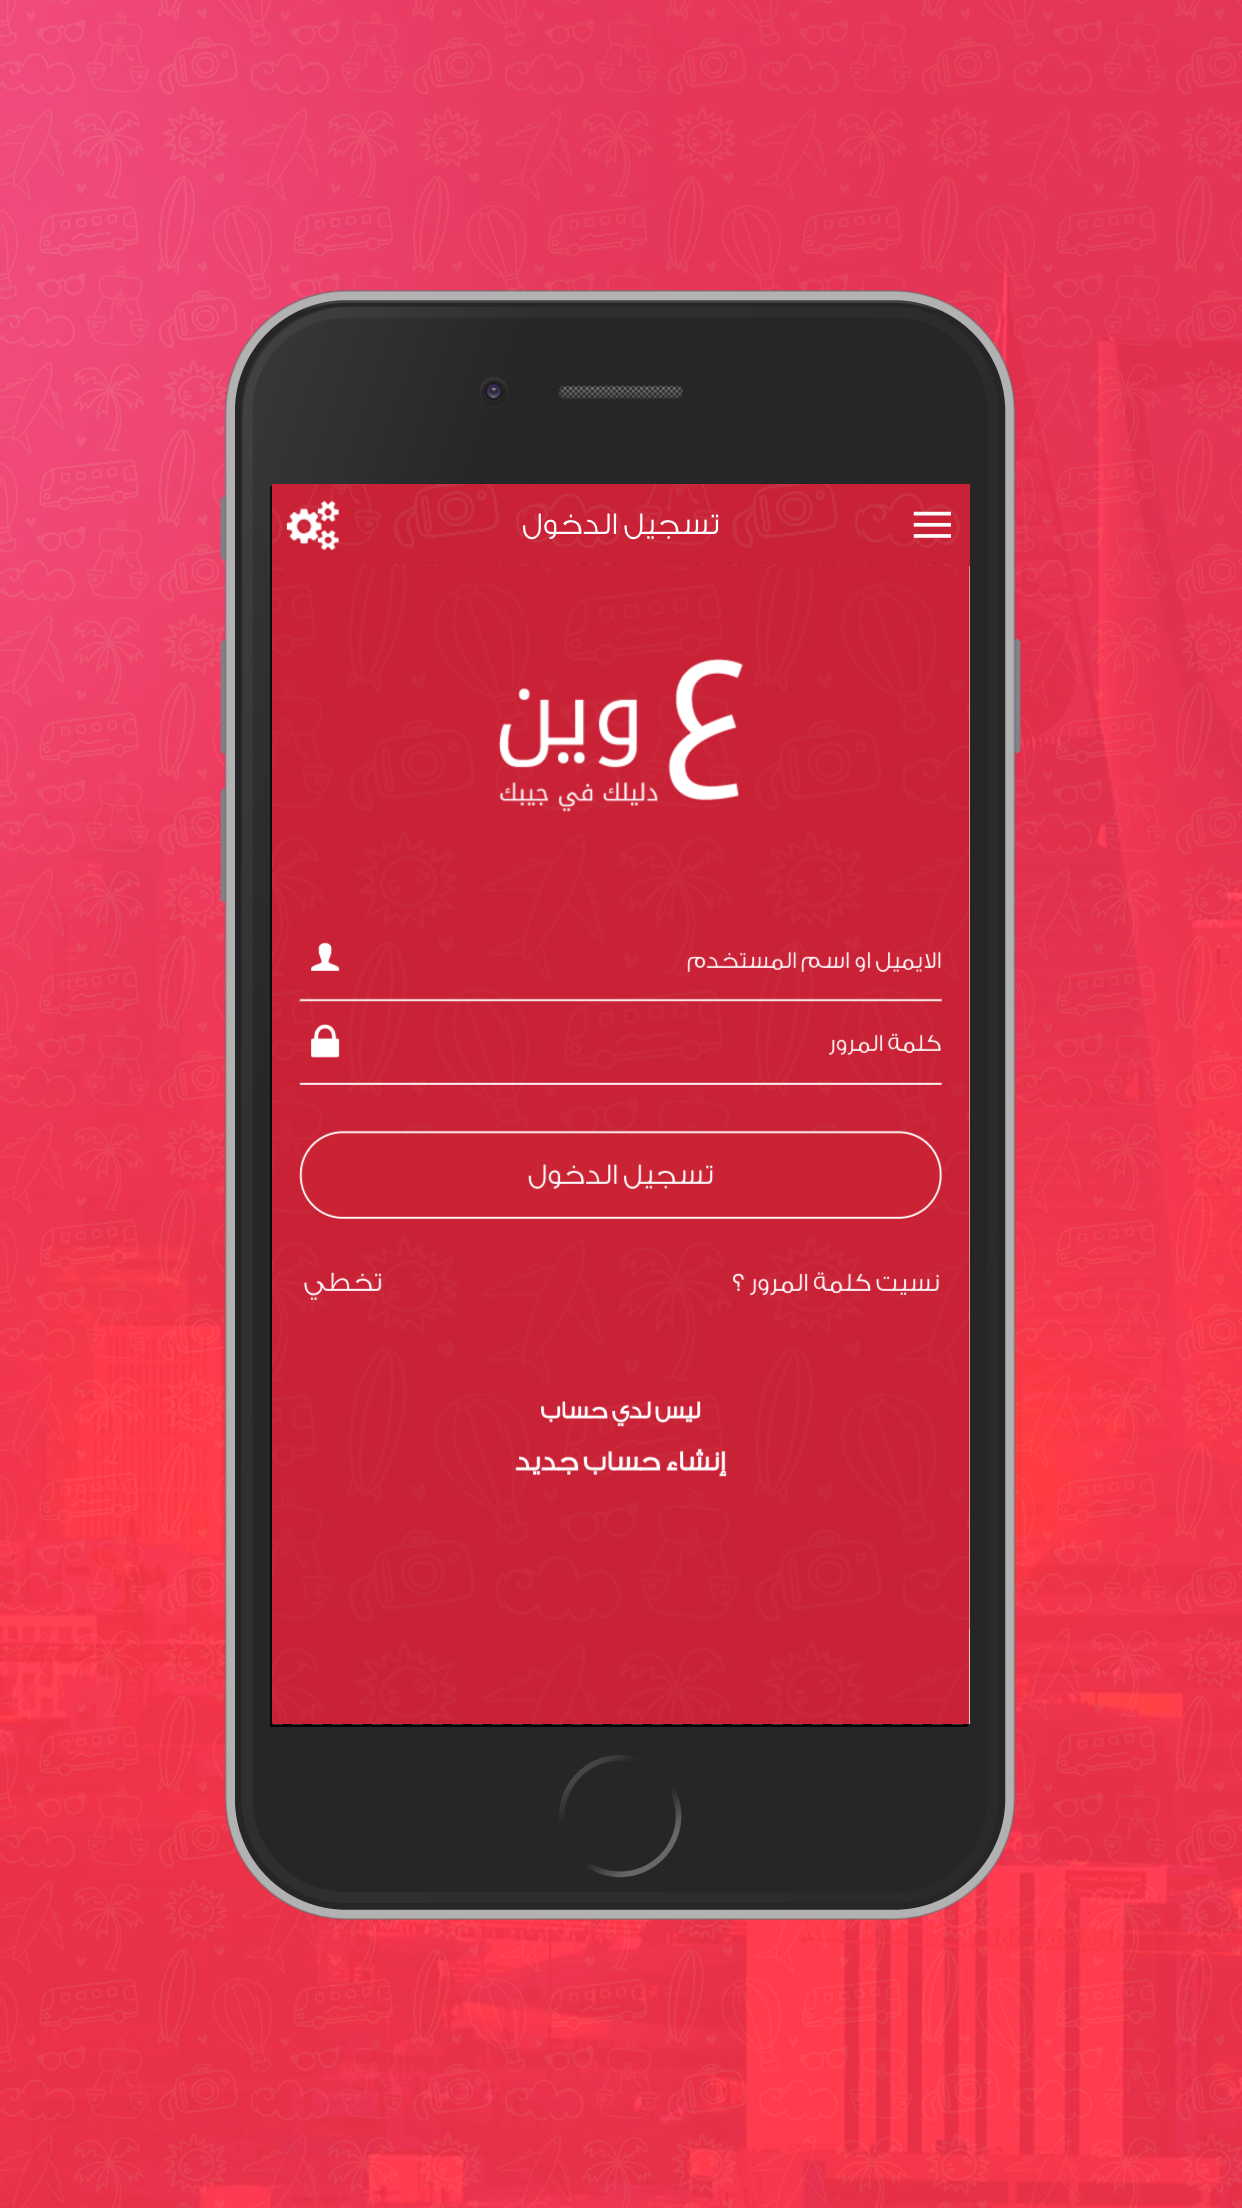 تسجيل الدخول
ع وين
دليلك في جيبك
الايميل او اسم المستخدم
كلمة المرور
تسجيل الدخول
نسيت كلمة المرور ؟
تخطي
ليس لدي حساب
إنشاء حساب جديد